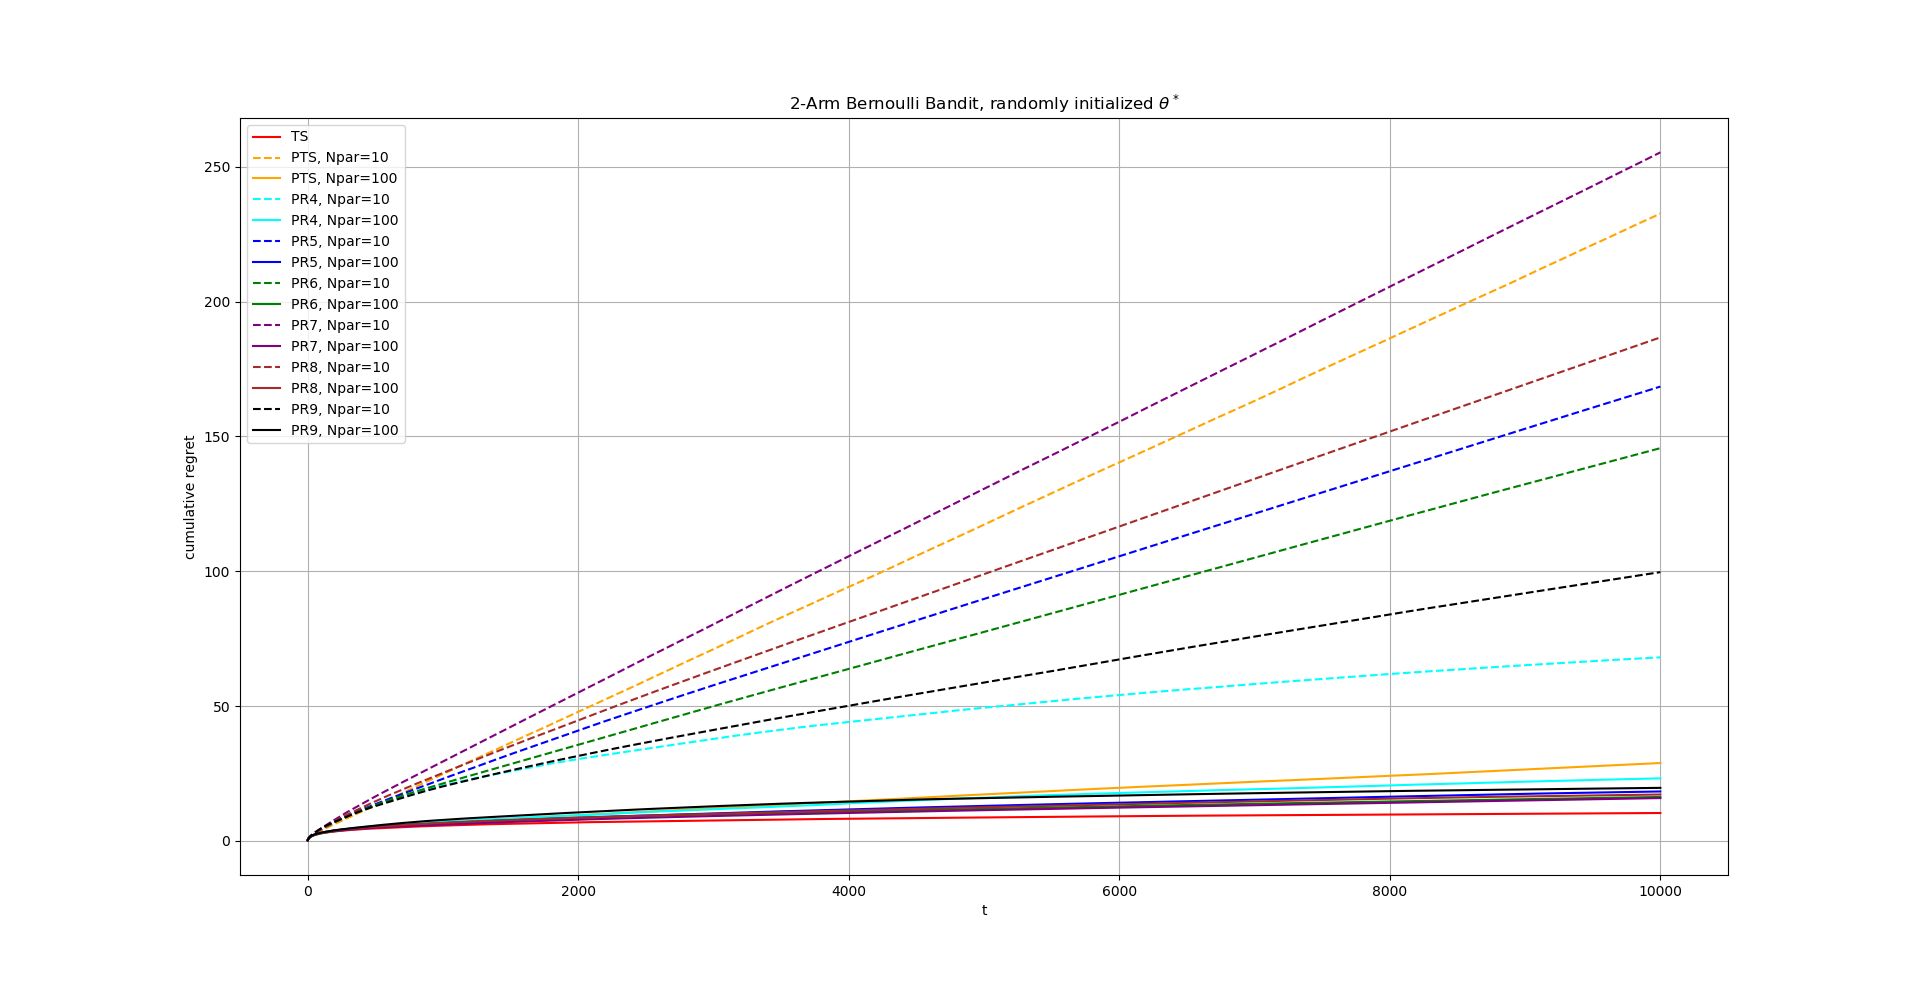 2-Arm Bernoulli Bandit, randomly initialized θ*
TS
PTS, Npar=10
PTS, Npar=100
PR4, Npar=10
PR4, Npar=100
PR5, Npar=10
PR5, Npar=100
PR6, Npar=10
PR6, Npar=100
PR7, Npar=10
PR7, Npar=100
PR8, Npar=10
PR8, Npar=100
PR9, Npar=10
PR9, Npar=100
cumulative regret
250
200
150
100
50
0
0 2000 4000 6000 8000 10000
t